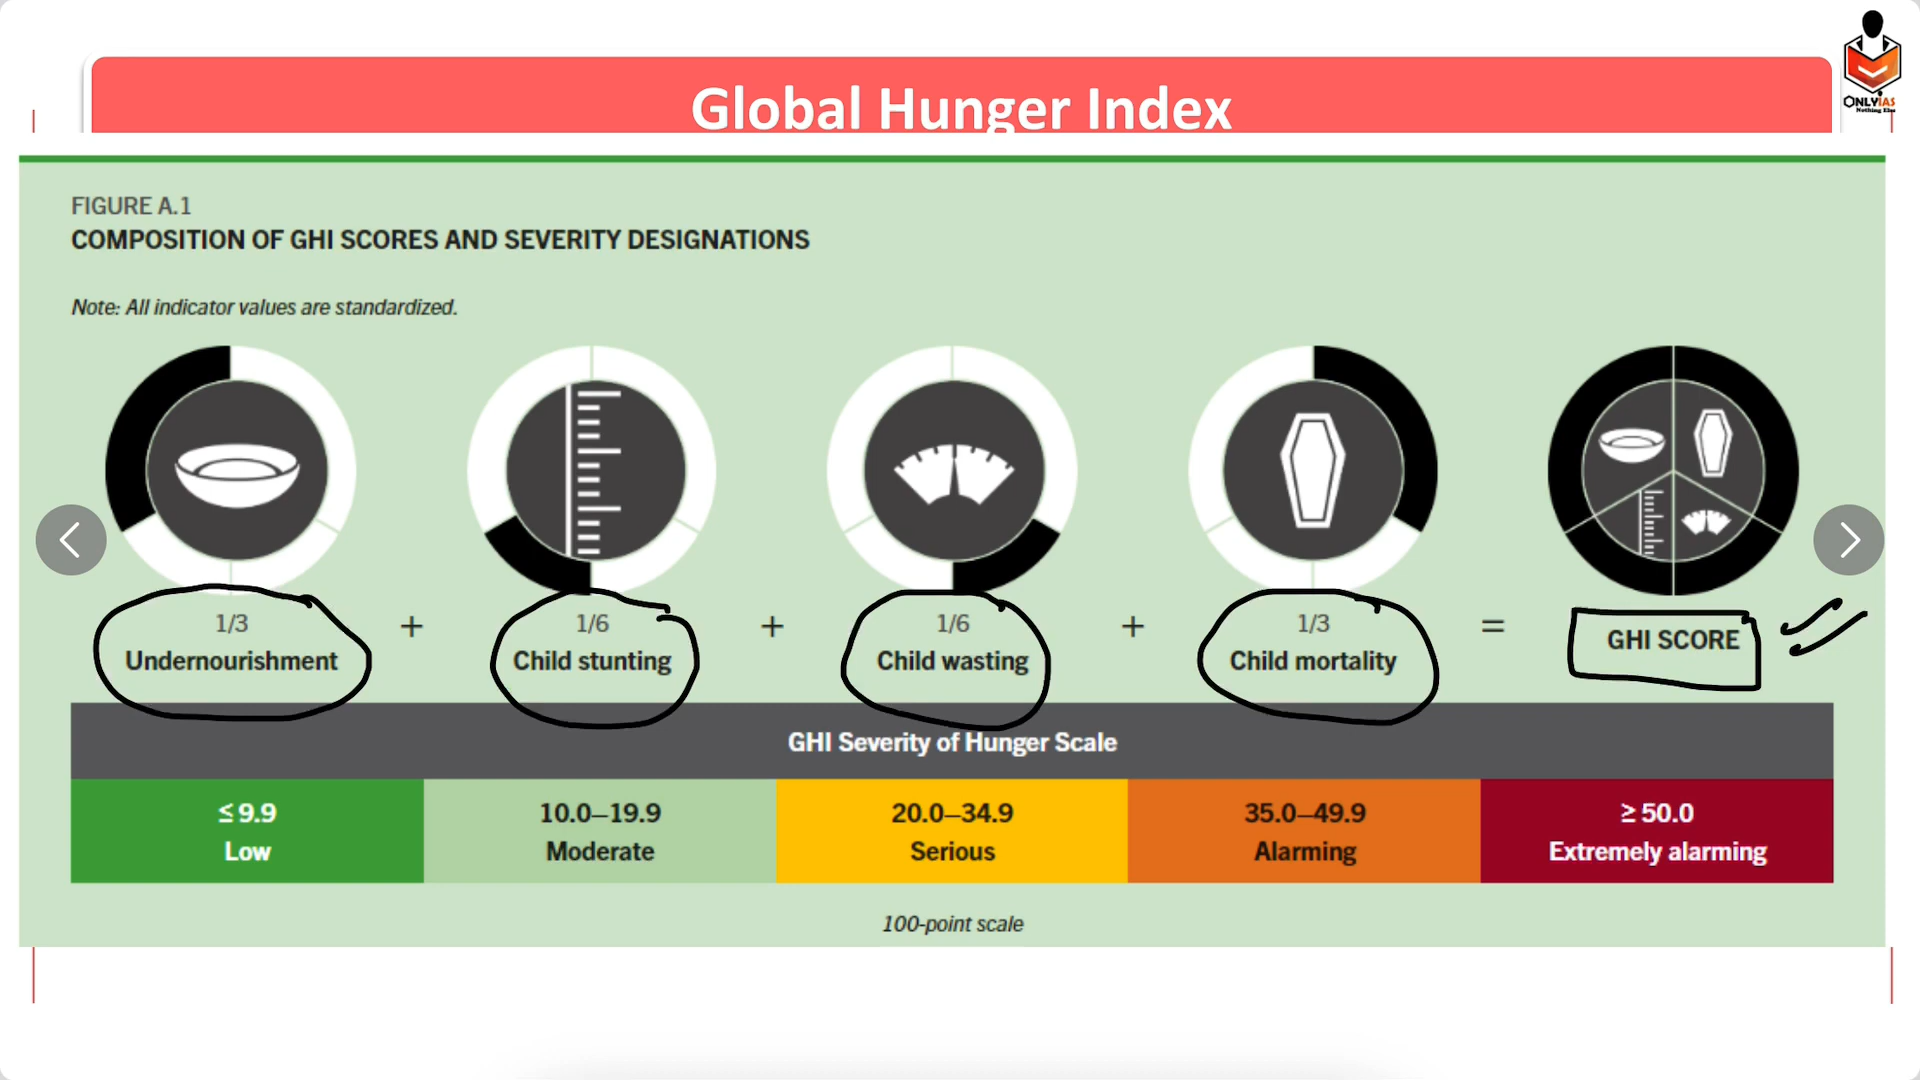 Global Hunger Index
ONLYIAS
Nothing Else
FIGURE A.1
COMPOSITION OF GHI SCORES AND SEVERITY DESIGNATIONS
Note: All indicator values are standardized.
1/3 + 1/6 + 1/6 + 1/3 = GHI SCORE
Undernourishment Child stunting Child wasting Child mortality
GHI Severity of Hunger Scale
≤ 9.9 10.0–19.9 20.0–34.9 35.0–49.9 ≥ 50.0
Low Moderate Serious Alarming Extremely alarming
100-point scale